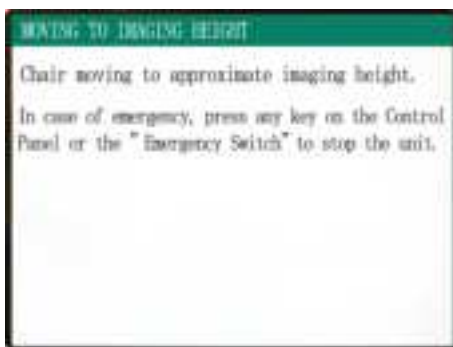 MOVING TO IMAGING HEIGHT
Chair moving to approximate imaging height.
In case of emergency, press any key on the Control
Panel or the "Emergency Switch" to stop the unit.